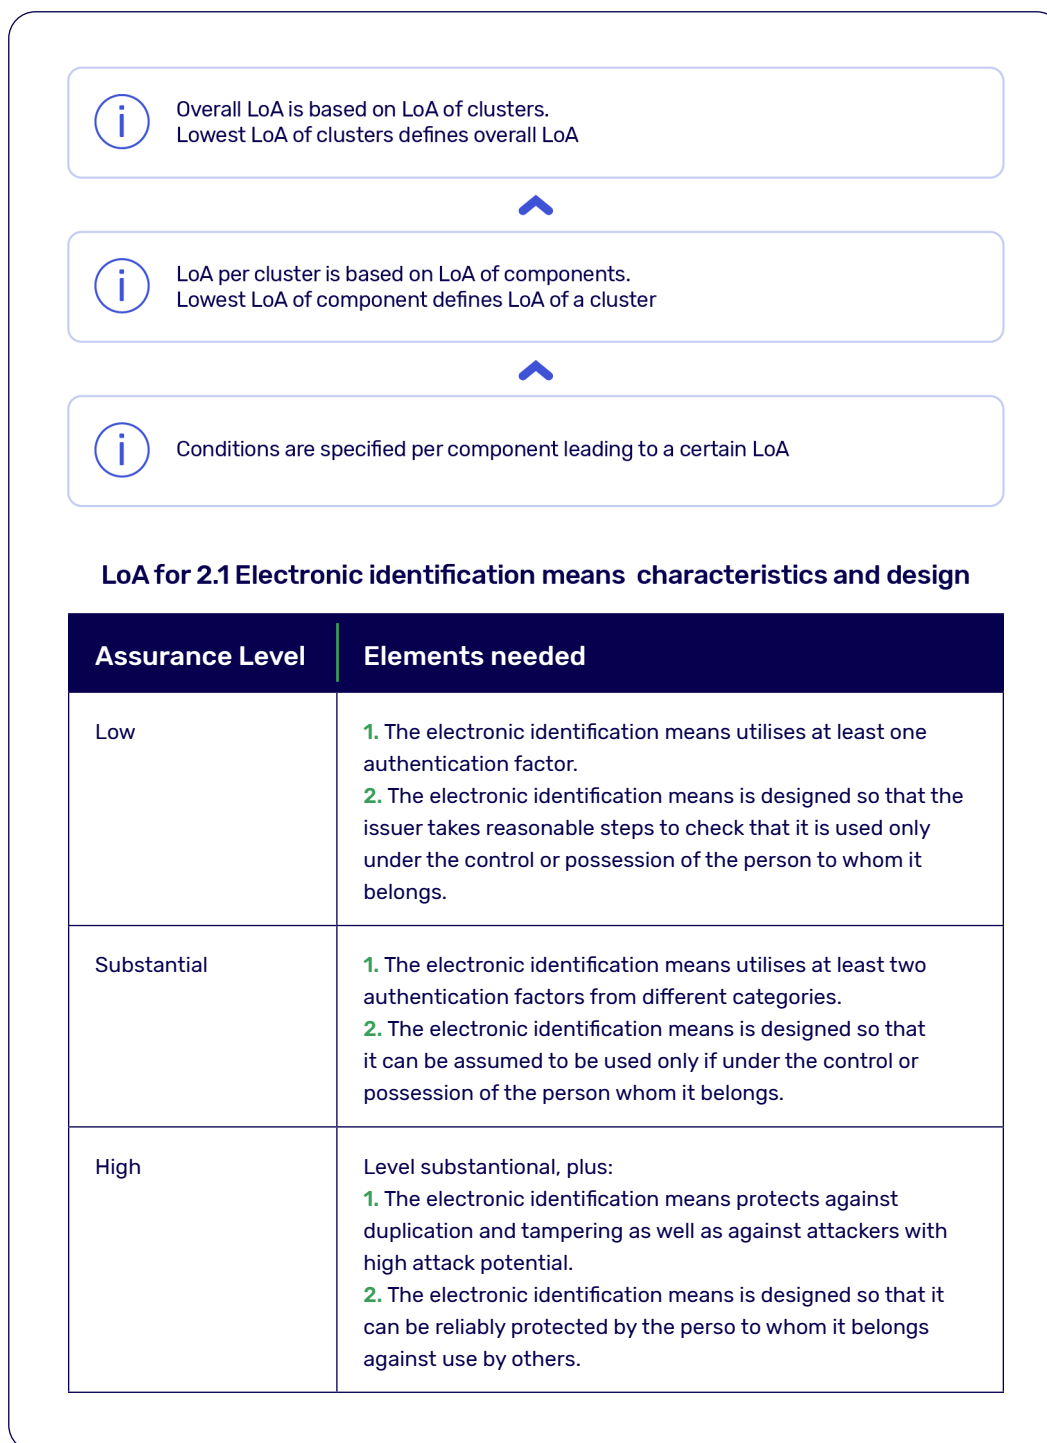 Overall LoA is based on LoA of clusters.
Lowest LoA of clusters defines overall LoA
LoA per cluster is based on LoA of components.
Lowest LoA of component defines LoA of a cluster
Conditions are specified per component leading to a certain LoA
LoA for 2.1 Electronic identification means characteristics and design
Assurance Level
Elements needed
Low
1. The electronic identification means utilises at least one
authentication factor.
2. The electronic identification means is designed so that the
issuer takes reasonable steps to check that it is used only
under the control or possession of the person to whom it
belongs.
Substantial
1. The electronic identification means utilises at least two
authentication factors from different categories.
2. The electronic identification means is designed so that
it can be assumed to be used only if under the control or
possession of the person whom it belongs.
High
Level substantional, plus:
1. The electronic identification means protects against
duplication and tampering as well as against attackers with
high attack potential.
2. The electronic identification means is designed so that it
can be reliably protected by the perso to whom it belongs
against use by others.